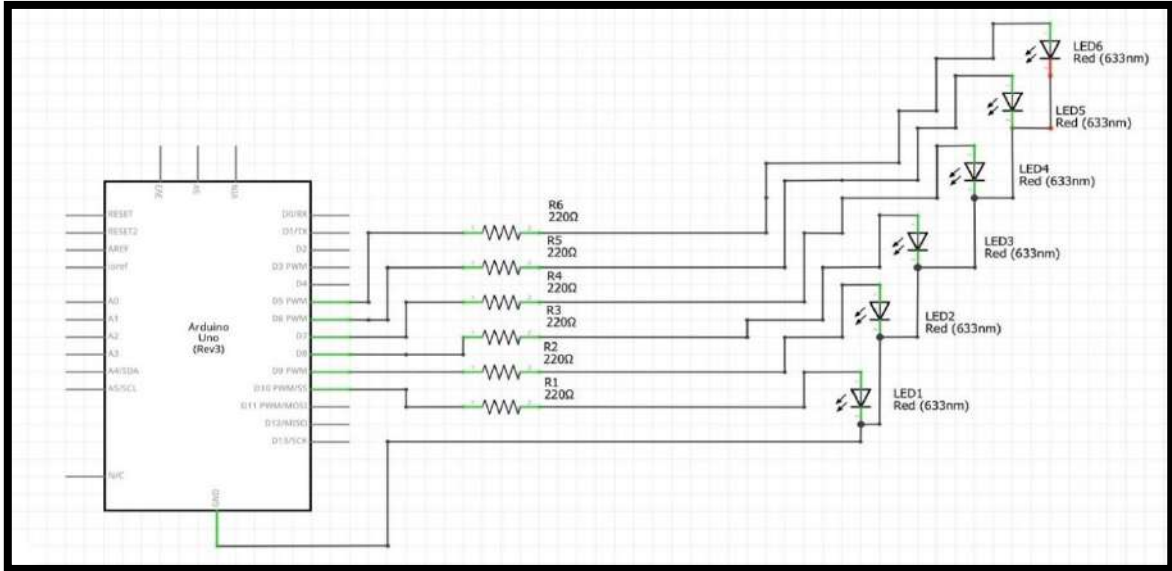 LED6
Red (633nm)
LED5
Red (633nm)
LED4
Red (633nm)
LED3
Red (633nm)
LED2
Red (633nm)
LED1
Red (633nm)
R6
220Ω
R5
220Ω
R4
220Ω
R3
220Ω
R2
220Ω
R1
220Ω
VIN
RESET
RESET2
AREF
ioref
A0
A1
A2
A3
A4/SDA
A5/SCL
N/C
Arduino
Uno
(Rev3)
D0/RX
D1/TX
D2
D3 PWM
D4
D5 PWM
D6 PWM
D7
D8
D9 PWM
D10 PWM/SS
D11 PWM/MOSI
D12/MISO
D13/SCK
GND